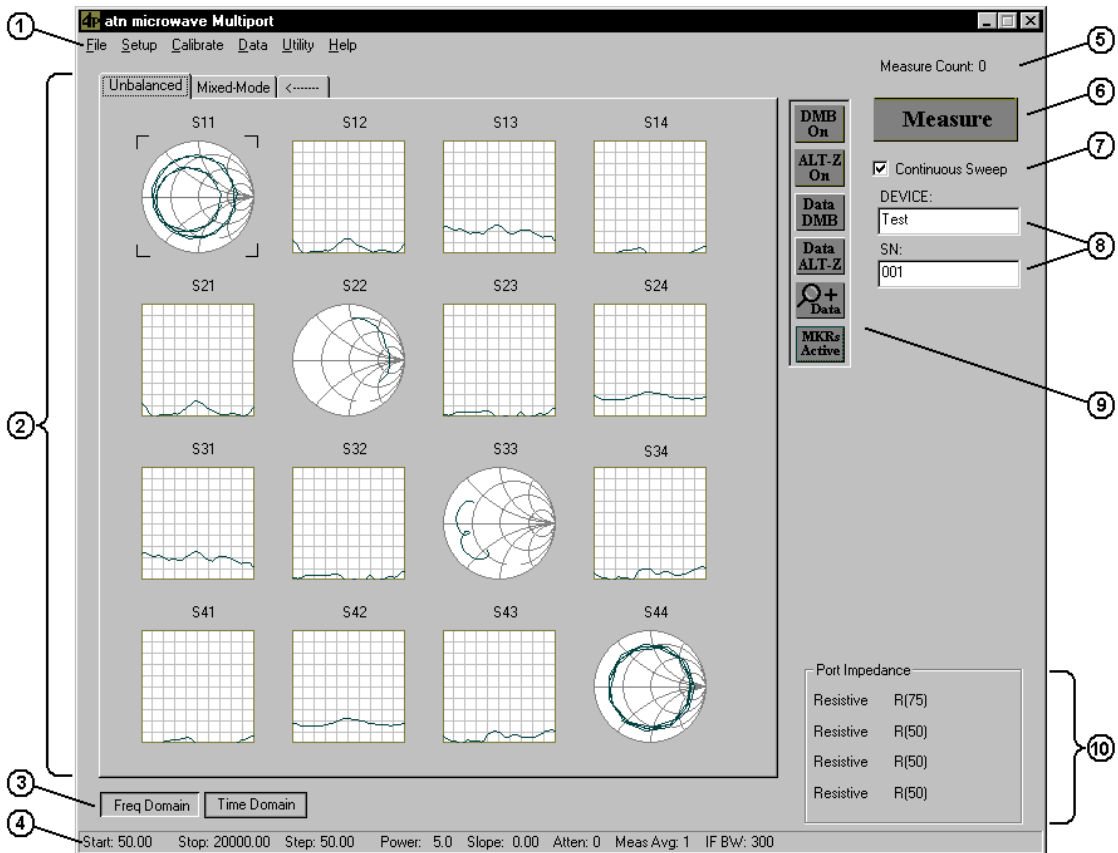 4P atn microwave Multiport
File Setup Calibrate Data Utility Help
1
2
3
4
5
6
7
8
9
10
Measure Count: 0
Unbalanced Mixed-Mode <-------
Measure
Continuous Sweep
DEVICE:
Test
SN:
001
DMB
On
ALT-Z
On
Data
DMB
Data
ALT-Z
+
Data
MKRs
Active
S11 S12 S13 S14
S21 S22 S23 S24
S31 S32 S33 S34
S41 S42 S43 S44
Port Impedance
Resistive R(75)
Resistive R(50)
Resistive R(50)
Resistive R(50)
Freq Domain Time Domain
Start: 50.00 Stop: 20000.00 Step: 50.00 Power: 5.0 Slope: 0.00 Atten: 0 Meas Avg: 1 IF BW: 300